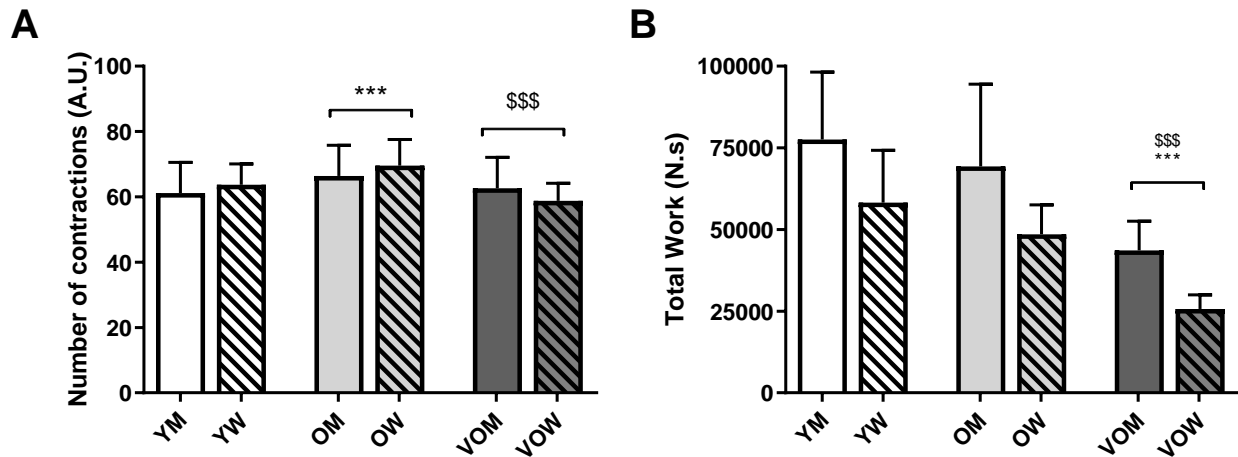 A
Number of contractions (A.U.)
100
80
60
40
20
0
***
$$$
YM
YW
OM
OW
VOM
VOW
B
Total Work (N.s)
100000
75000
50000
25000
0
$$$
***
YM
YW
OM
OW
VOM
VOW